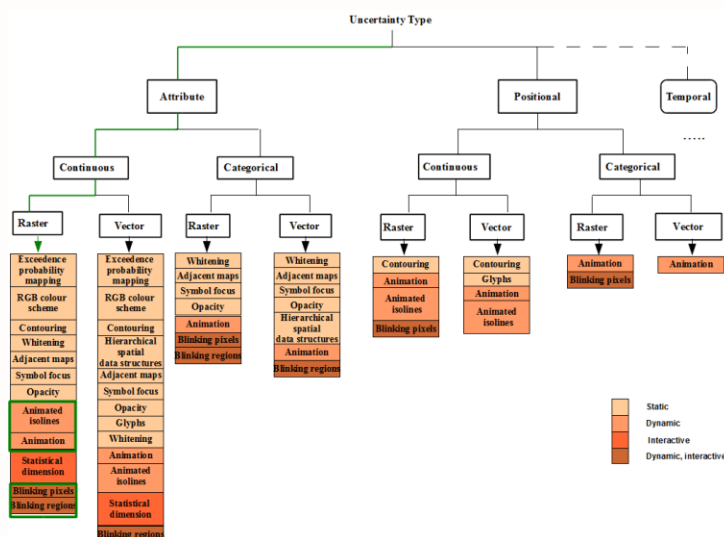 Uncertainty Type
Attribute
Positional
Temporal
.....
Continuous
Categorical
Continuous
Categorical
Raster
Vector
Raster
Vector
Raster
Vector
Raster
Vector
Exceedence
probability
mapping
RGB colour
scheme
Contouring
Whitening
Adjacent maps
Symbol focus
Opacity
Animated
isolines
Animation
Statistical
dimension
Blinking pixels
Blinking regions
Exceedence
probability
mapping
RGB colour
scheme
Contouring
Hierarchical
spatial
data structures
Adjacent maps
Symbol focus
Opacity
Glyphs
Whitening
Animation
Animated
isolines
Statistical
dimension
Blinking regions
Whitening
Adjacent maps
Symbol focus
Opacity
Animation
Blinking pixels
Blinking regions
Whitening
Adjacent maps
Symbol focus
Opacity
Hierarchical
spatial
data structures
Animation
Blinking regions
Contouring
Animation
Animated
isolines
Blinking pixels
Contouring
Glyphs
Animation
Animated
isolines
Animation
Blinking pixels
Animation
Static
Dynamic
Interactive
Dynamic, interactive